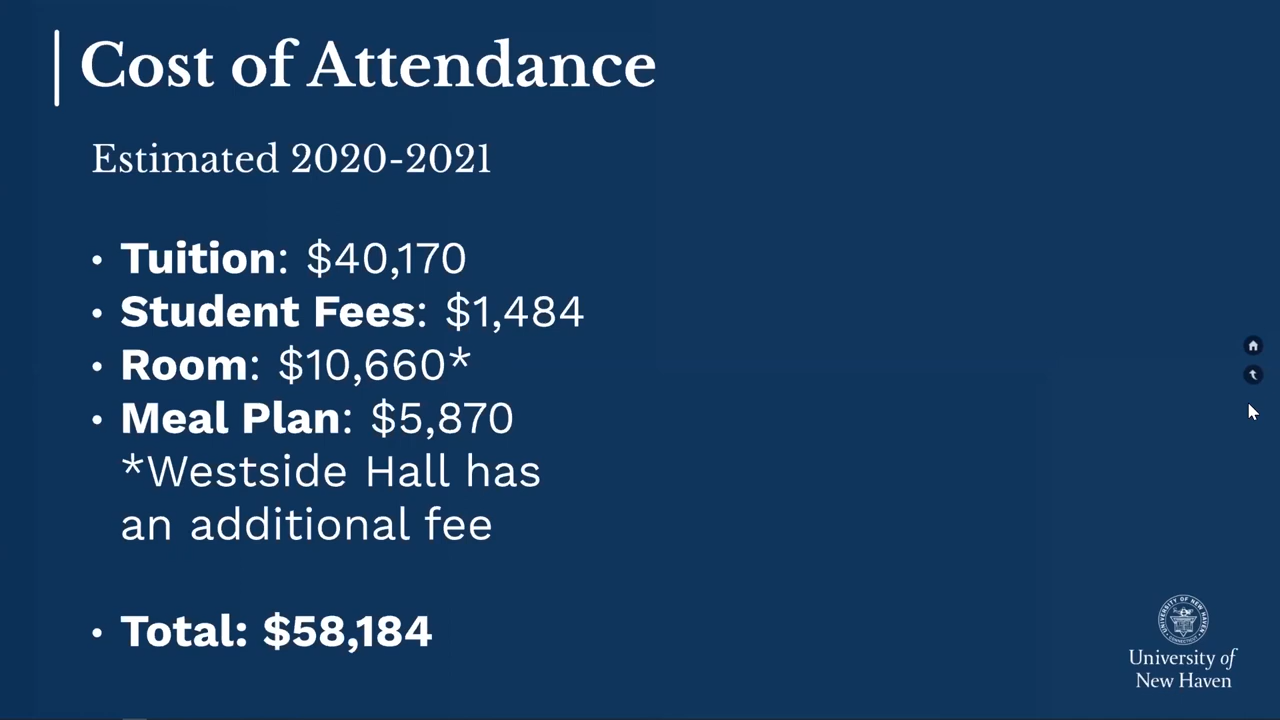 Cost of Attendance
Estimated 2020-2021
• Tuition: $40,170
• Student Fees: $1,484
• Room: $10,660*
• Meal Plan: $5,870
*Westside Hall has
an additional fee
• Total: $58,184
University of
New Haven